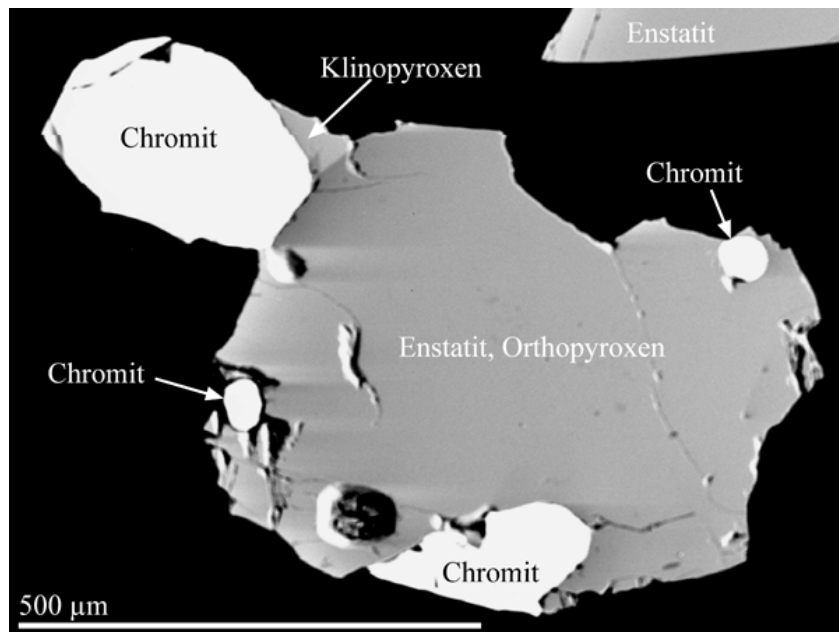 Enstatit
Klinopyroxen
Chromit
Chromit
Enstatit, Orthopyroxen
Chromit
Chromit
500 µm